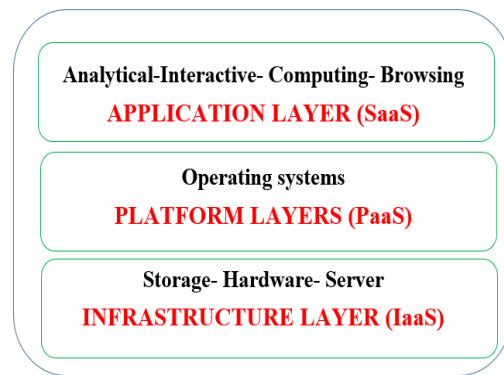 Analytical-Interactive- Computing- Browsing
APPLICATION LAYER (SaaS)
Operating systems
PLATFORM LAYERS (PaaS)
Storage- Hardware- Server
INFRASTRUCTURE LAYER (IaaS)